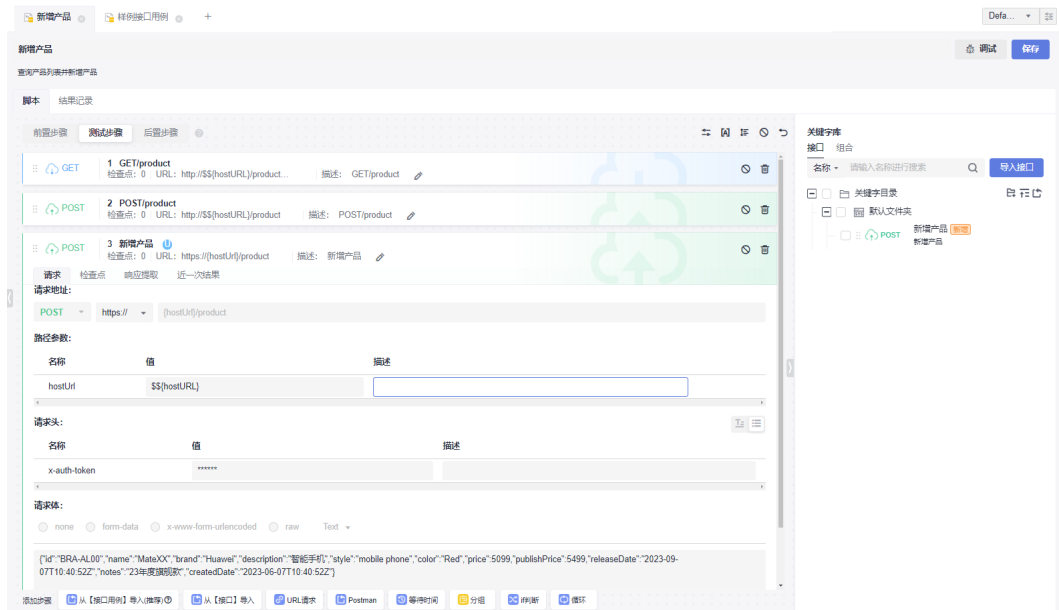 新增产品 样例接口用例 + Defa...
新增产品 调试 保存
查询产品列表并新增产品
脚本 结果记录
前置步骤 测试步骤 后置步骤
GET 1 GET/product
检查点: 0 URL: http://$${hostURL}/product... 描述: GET/product
POST 2 POST/product
检查点: 0 URL: http://$${hostURL}/product 描述: POST/product
POST 3 新增产品
检查点: 0 URL: https://{hostUrl}/product 描述: 新增产品
请求 检查点 响应提取 近一次结果
请求地址:
POST https:// {hostUrl}/product
路径参数:
名称 值 描述
hostUrl $${hostURL}
请求头:
名称 值 描述
x-auth-token ******
请求体:
none form-data x-www-form-urlencoded raw Text
{"id":"BRA-AL00","name":"MateXX","brand":"Huawei","description":"智能手机","style":"mobile phone","color":"Red","price":5099,"publishPrice":5499,"releaseDate":"2023-09-
07T10:40:52Z","notes":"23年度旗舰款","createdDate":"2023-06-07T10:40:52Z"}
添加步骤 从【接口用例】导入(推荐) 从【接口】导入 URL请求 Postman 等待时间 分组 if判断 循环
关键字库
接口 组合
名称 请输入名称进行搜索 导入接口
关键字目录
默认文件夹
POST 新增产品 新增
新增产品